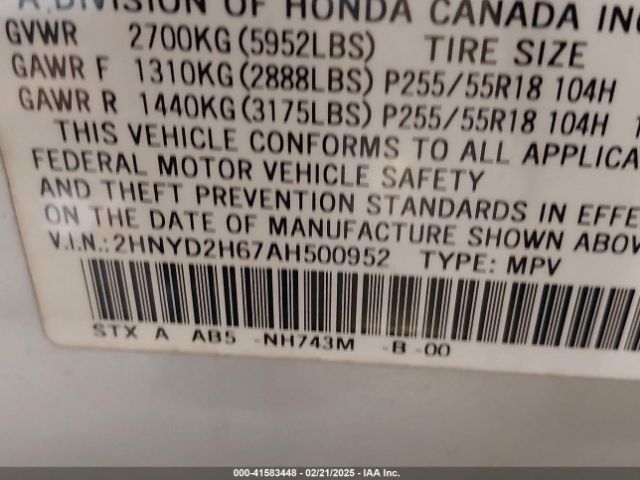 A DIVISION OF HONDA CANADA INC
GVWR 2700KG(5952LBS) TIRE SIZE
GAWR F 1310KG(2888LBS) P255/55R18 104H
GAWR R 1440KG(3175LBS) P255/55R18 104H 1
THIS VEHICLE CONFORMS TO ALL APPLICA
FEDERAL MOTOR VEHICLE SAFETY
AND THEFT PREVENTION STANDARDS IN EFFE
ON THE DATE OF MANUFACTURE SHOWN ABOV
V.I.N.: 2HNYD2H67AH500952 TYPE: MPV
STX A AB5 -NH743M -B -00
000-41583448 - 02/21/2025 - IAAI.COM